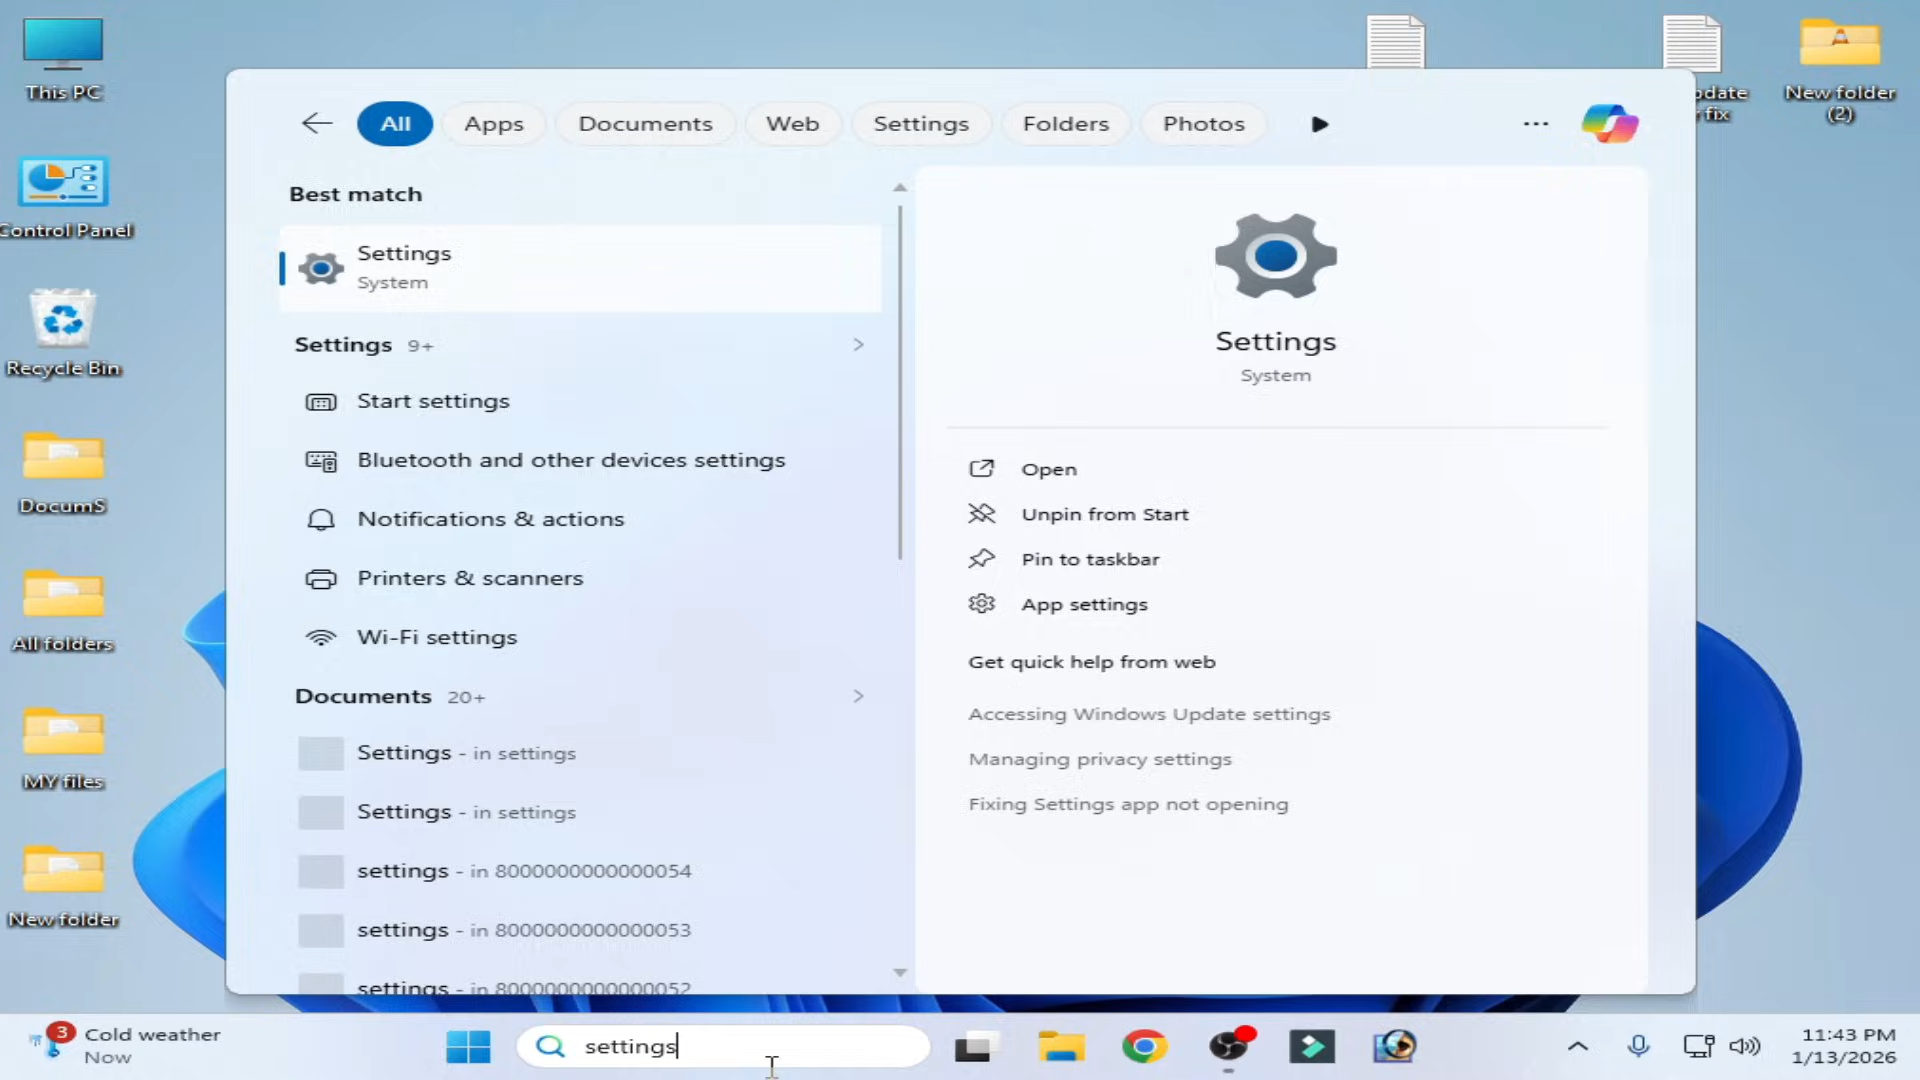 This PC
Control Panel
Recycle Bin
DocumS
All folders
MY files
New folder
New folder
(2)
fix
All
Apps
Documents
Web
Settings
Folders
Photos
Best match
Settings
System
Settings 9+
Start settings
Bluetooth and other devices settings
Notifications & actions
Printers & scanners
Wi-Fi settings
Documents 20+
Settings - in settings
Settings - in settings
settings - in 8000000000000054
settings - in 8000000000000053
settings - in 8000000000000052
Settings
System
Open
Unpin from Start
Pin to taskbar
App settings
Get quick help from web
Accessing Windows Update settings
Managing privacy settings
Fixing Settings app not opening
3
Cold weather
Now
settings
11:43 PM
1/13/2026